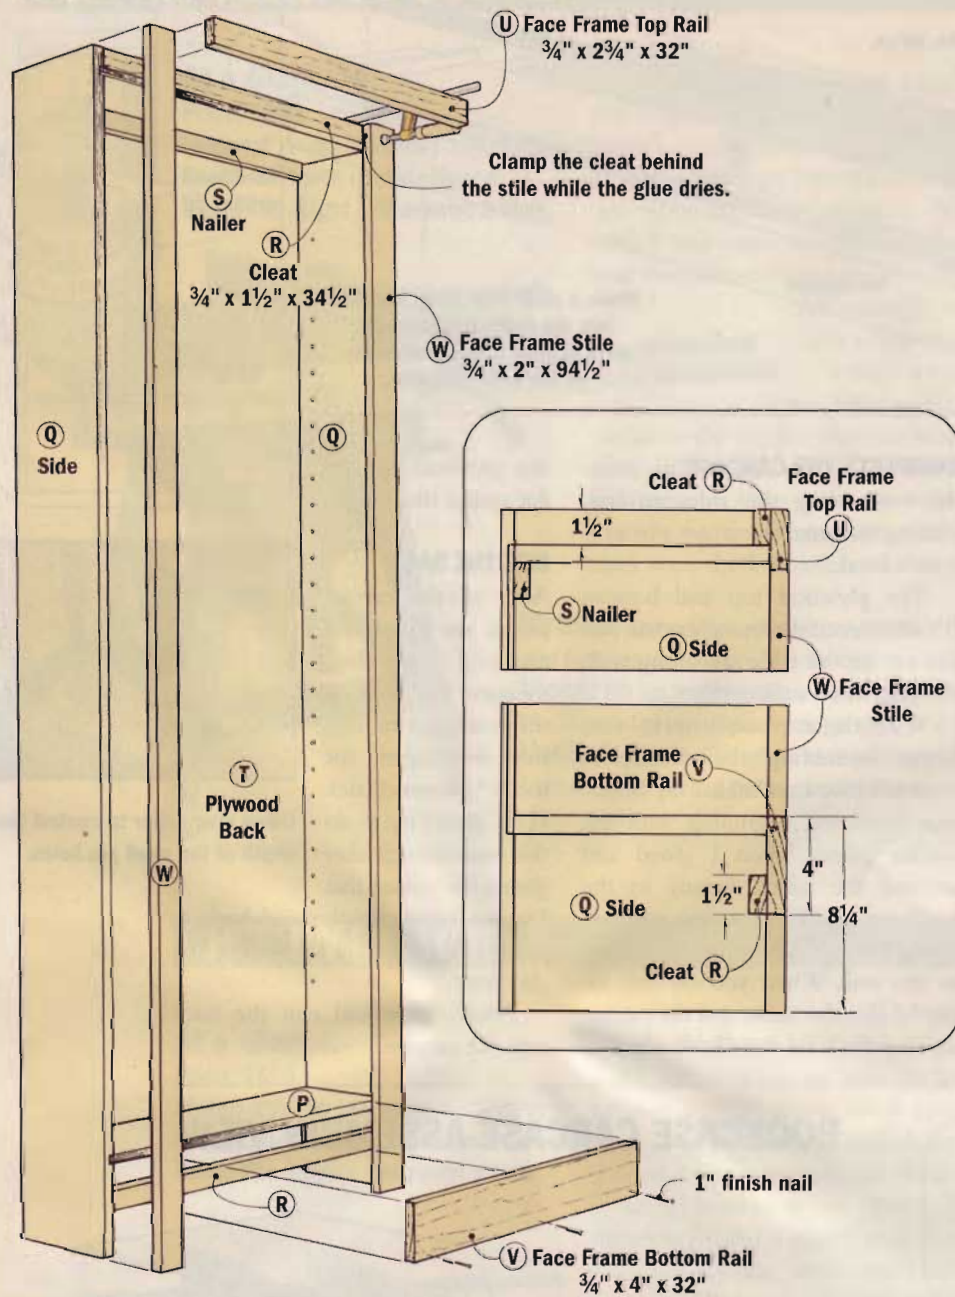 U Face Frame Top Rail
3⁄4" x 23⁄4" x 32"
Clamp the cleat behind
the stile while the glue dries.
S
Nailer
R
Cleat
3⁄4" x 11⁄2" x 341⁄2"
W Face Frame Stile
3⁄4" x 2" x 941⁄2"
Q
Side
Q
T
Plywood
Back
W
P
R
1" finish nail
V Face Frame Bottom Rail
3⁄4" x 4" x 32"
Cleat R
Face Frame
Top Rail
U
11⁄2"
S Nailer
Q Side
W Face Frame
Stile
Face Frame
Bottom Rail V
4"
11⁄2"
81⁄4"
Q Side
Cleat R